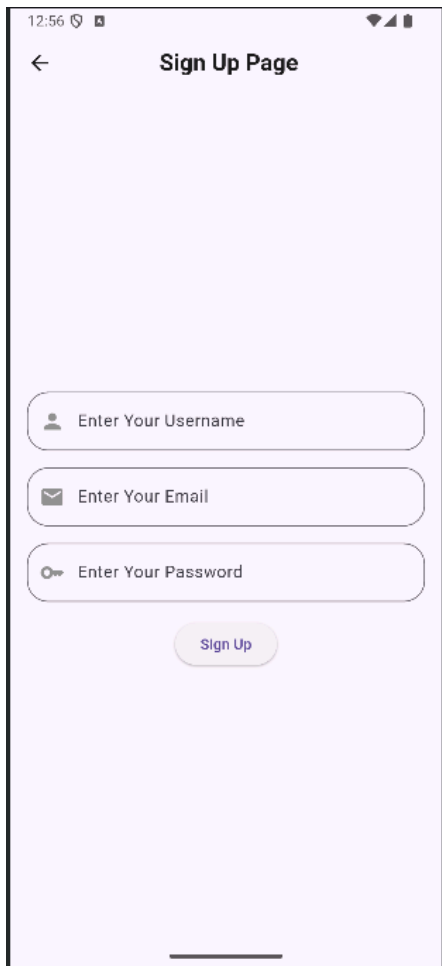 12:56
Sign Up Page
Enter Your Username
Enter Your Email
Enter Your Password
Sign Up